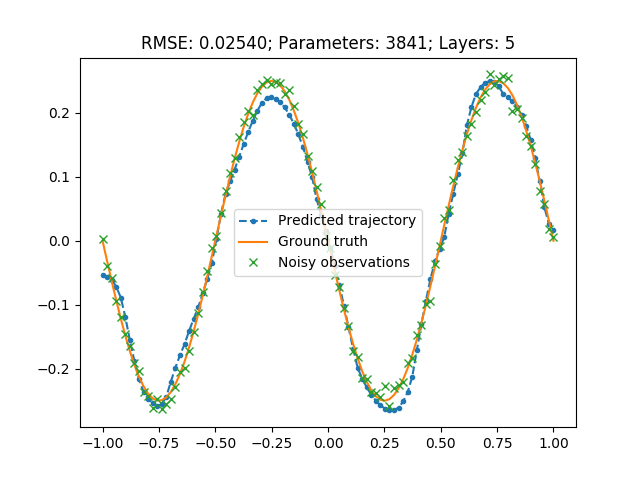 RMSE: 0.02540; Parameters: 3841; Layers: 5
0.2
0.1
0.0
−0.1
−0.2
Predicted trajectory
Ground truth
Noisy observations
−1.00 −0.75 −0.50 −0.25 0.00 0.25 0.50 0.75 1.00